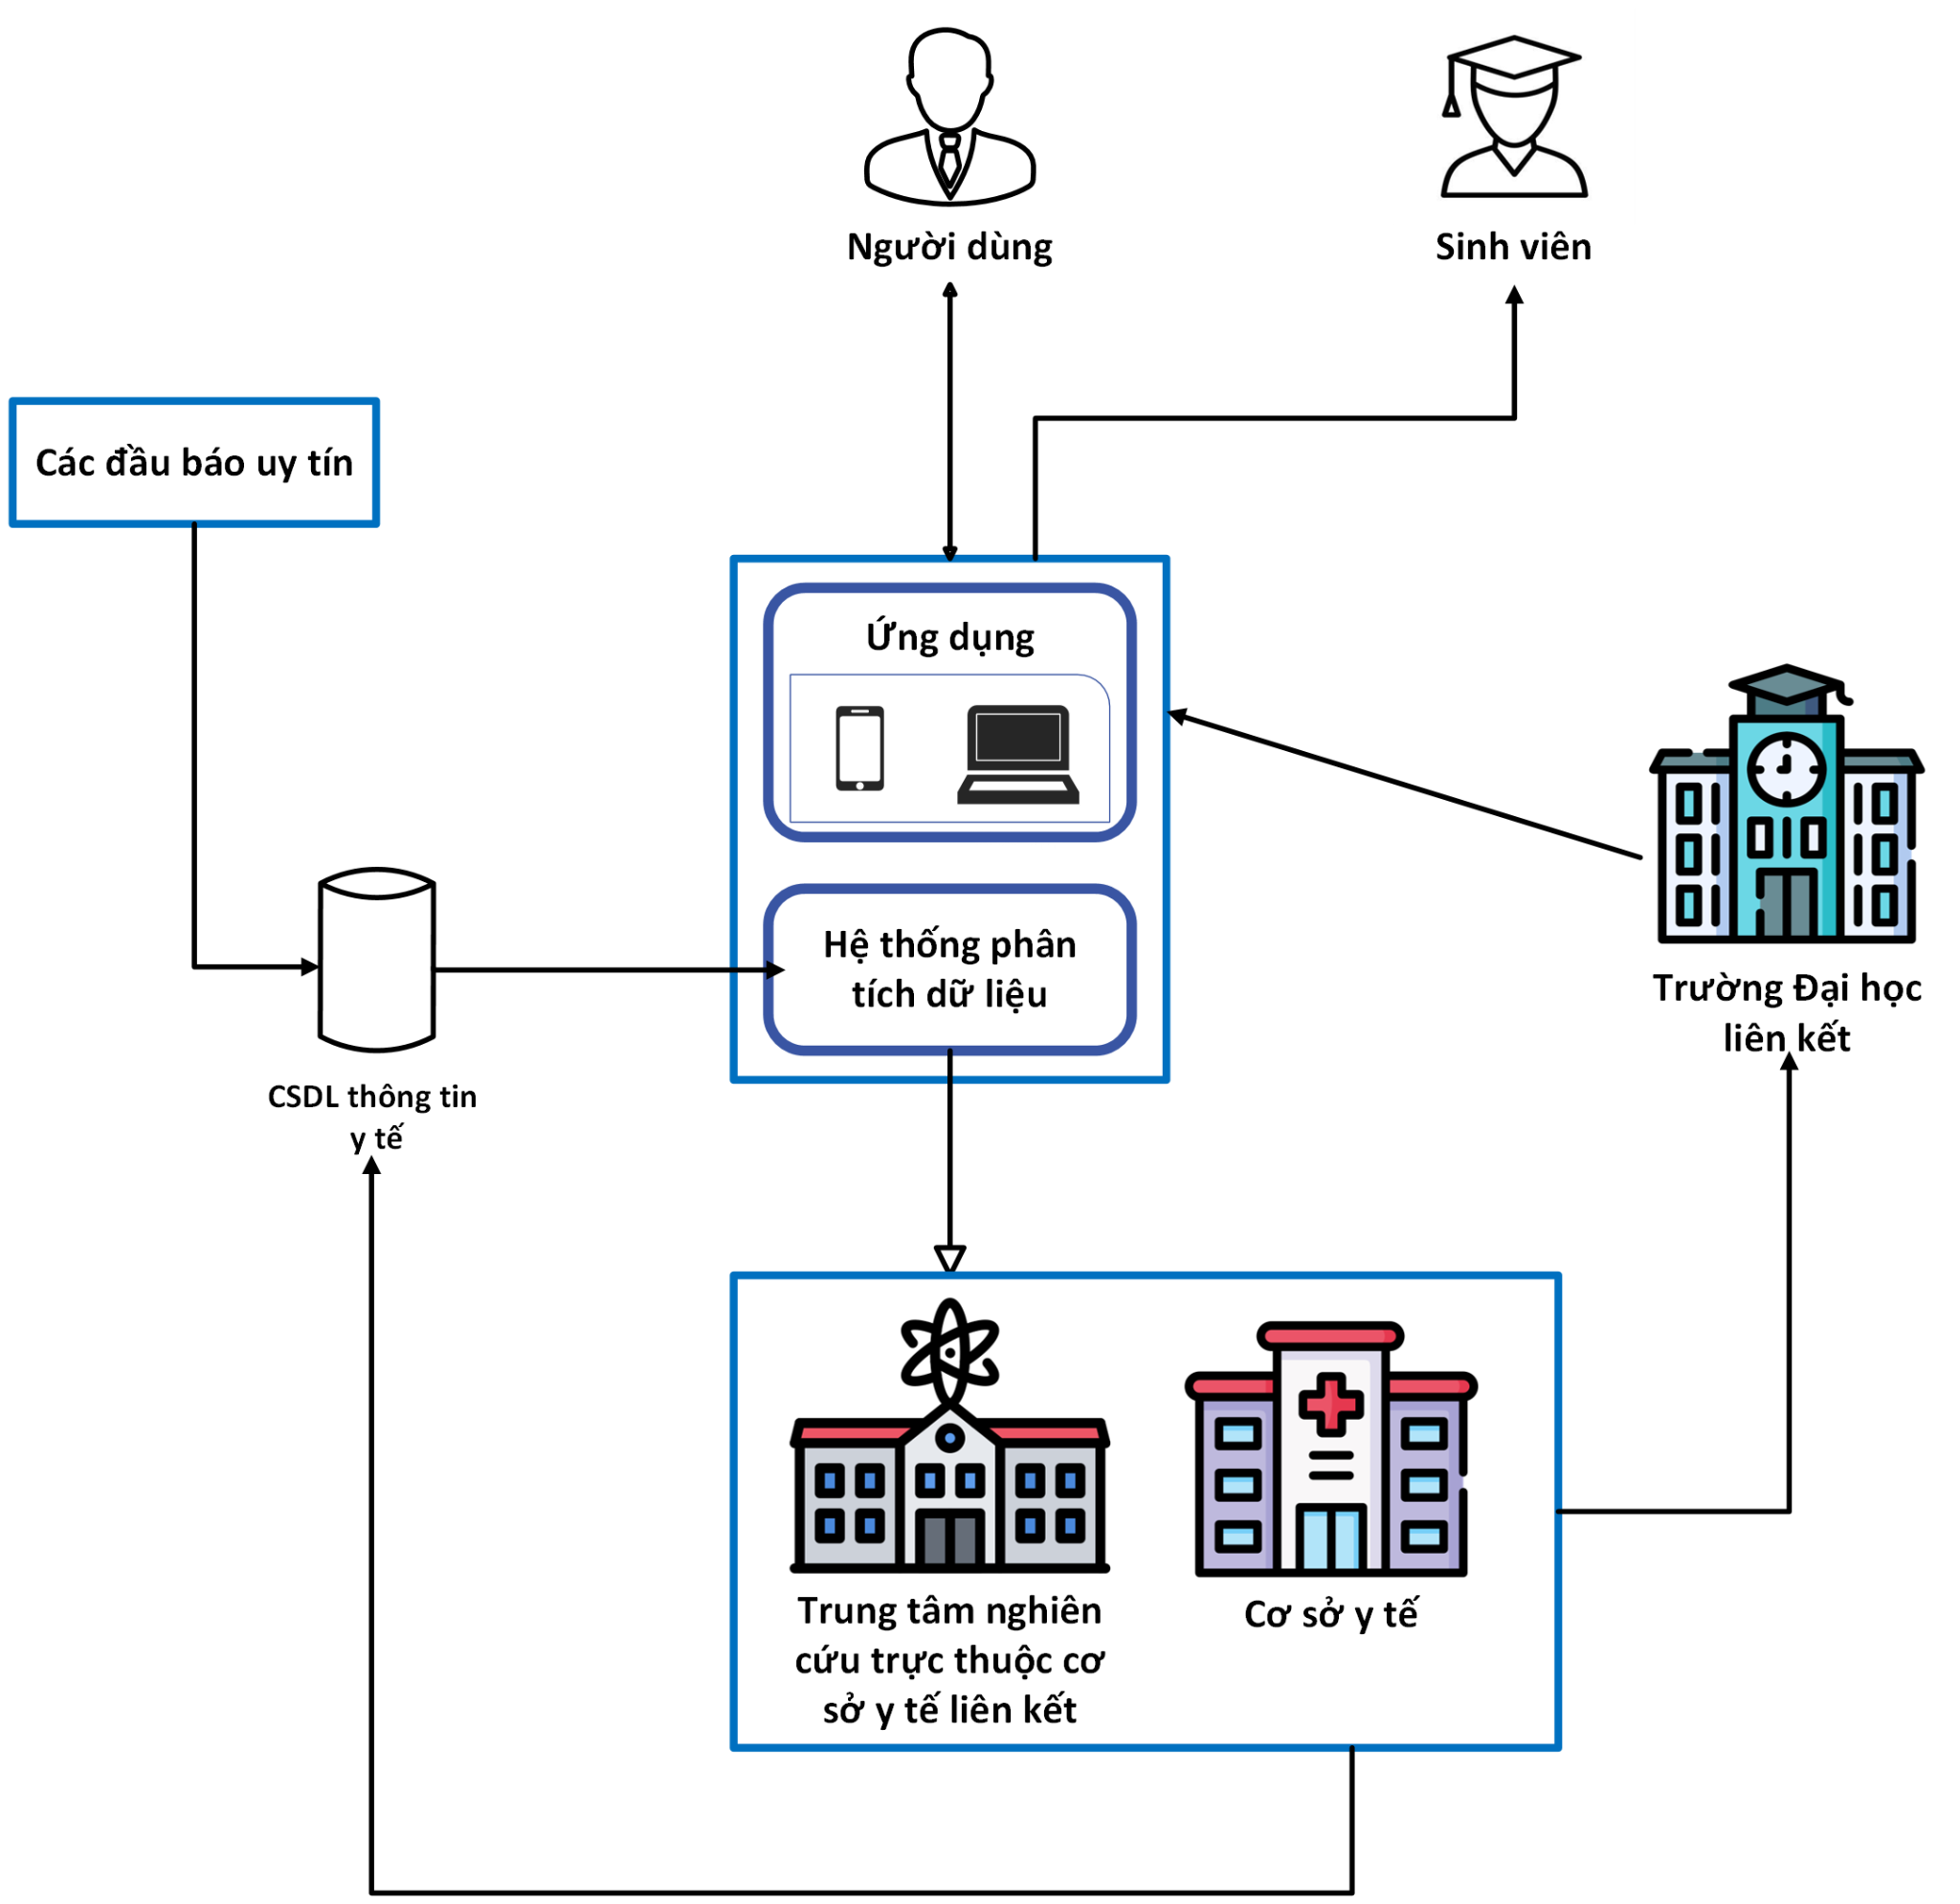 Người dùng
Sinh viên
Các đầu báo uy tín
Ứng dụng
Hệ thống phân
tích dữ liệu
Trường Đại học
liên kết
CSDL thông tin
y tế
Trung tâm nghiên
cứu trực thuộc cơ
sở y tế liên kết
Cơ sở y tế